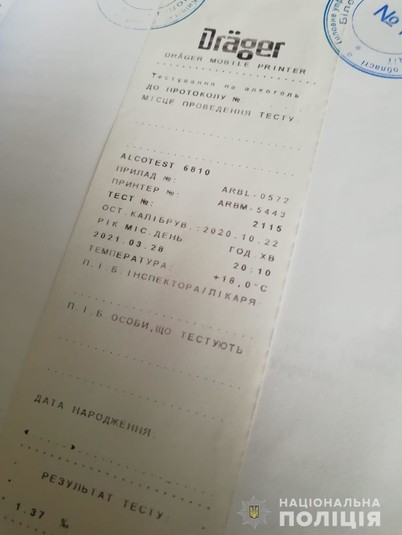 Dräger
DRÄGER MOBILE PRINTER
Тестування на алкоголь
ДО ПРОТОКОЛУ №
МІСЦЕ ПРОВЕДЕННЯ ТЕСТУ
ALCOTEST 6810
ПРИЛАД №: ARBL-0572
ПРИНТЕР №: ARBM-5443
ТЕСТ №: 2115
ОСТ.КАЛІБРУВ.:2020.10.22
РІК МІС.ДЕНЬ ГОД.ХВ
2021.03.28 20:10
ТЕМПЕРАТУРА: +18,0°C
П.І.Б.ІНСПЕКТОРА/ЛІКАРЯ
П.І.Б.ОСОБИ,ЩО ТЕСТУЮТЬ
ДАТА НАРОДЖЕННЯ
РЕЗУЛЬТАТ ТЕСТУ
1.37 ‰
НАЦІОНАЛЬНА
ПОЛІЦІЯ